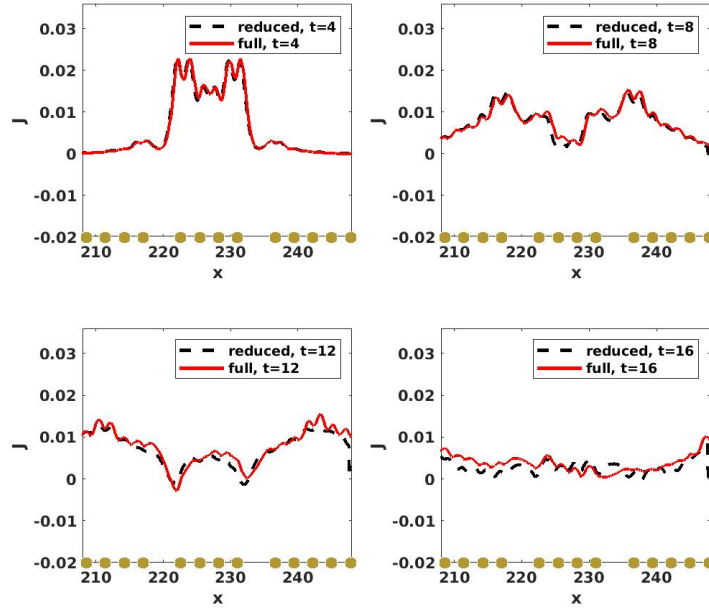 0.03
0.02
0.01
0
-0.01
-0.02
J
reduced, t=4
full, t=4
210 220 230 240
x
0.03
0.02
0.01
0
-0.01
-0.02
J
reduced, t=8
full, t=8
210 220 230 240
x
0.03
0.02
0.01
0
-0.01
-0.02
J
reduced, t=12
full, t=12
210 220 230 240
x
0.03
0.02
0.01
0
-0.01
-0.02
J
reduced, t=16
full, t=16
210 220 230 240
x